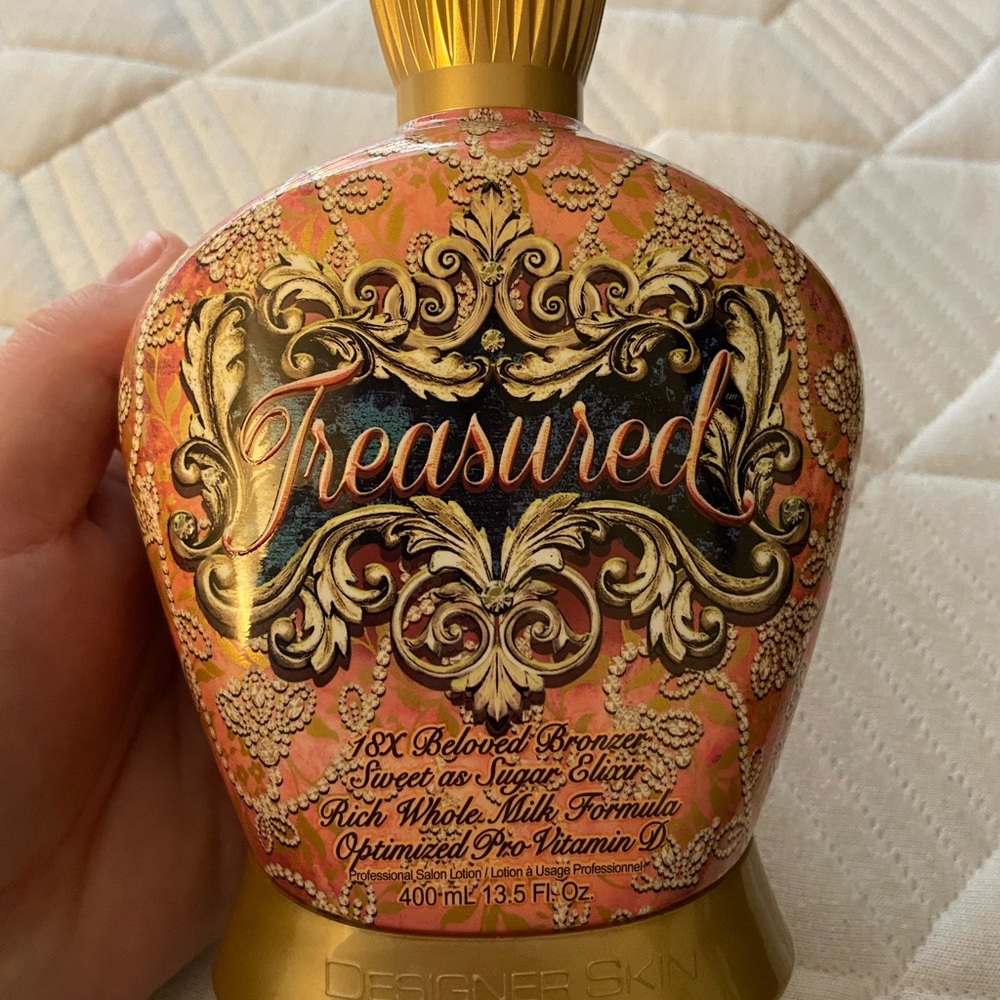 Treasured™
18X Beloved Bronzer
Sweet as Sugar Elixir
Rich Whole Milk Formula
Optimized Pro Vitamin D
Professional Salon Lotion / Lotion à Usage Professionnel
400 mL 13.5 Fl. Oz.
DESIGNER SKIN